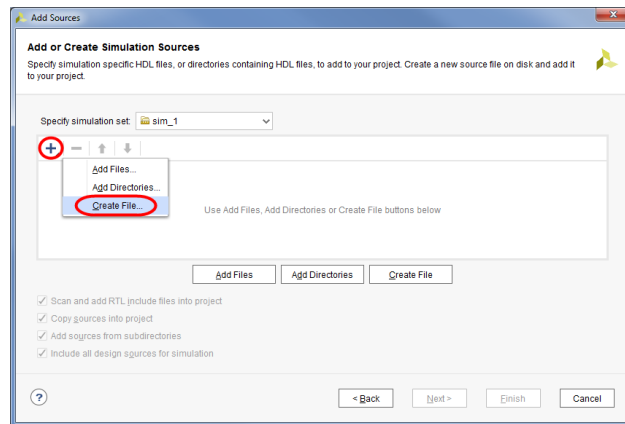 Add Sources
Add or Create Simulation Sources
Specify simulation specific HDL files, or directories containing HDL files, to add to your project. Create a new source file on disk and add it
to your project.
Specify simulation set: sim_1
Add Files...
Add Directories...
Create File...
Use Add Files, Add Directories or Create File buttons below
Add Files Add Directories Create File
Scan and add RTL include files into project
Copy sources into project
Add sources from subdirectories
Include all design sources for simulation
? < Back Next > Finish Cancel